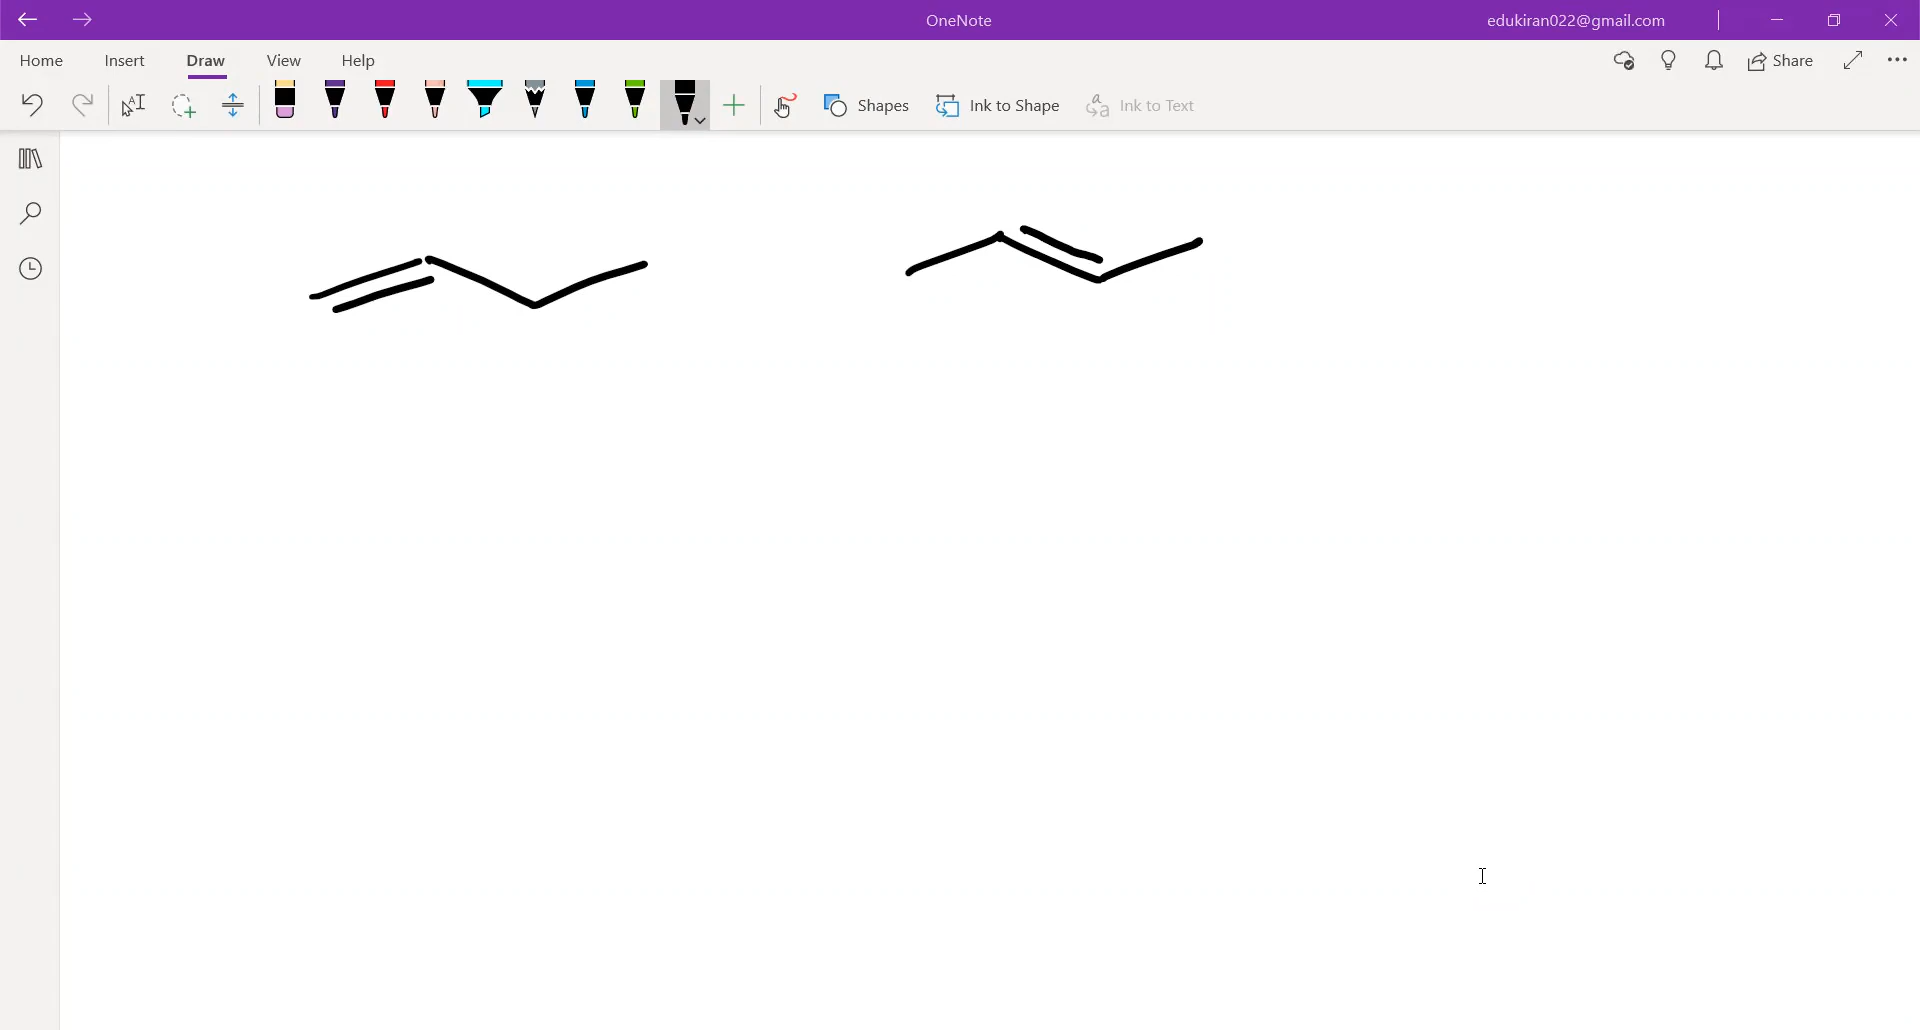 OneNote edukiran022@gmail.com
Home Insert Draw View Help Share
Shapes Ink to Shape Ink to Text